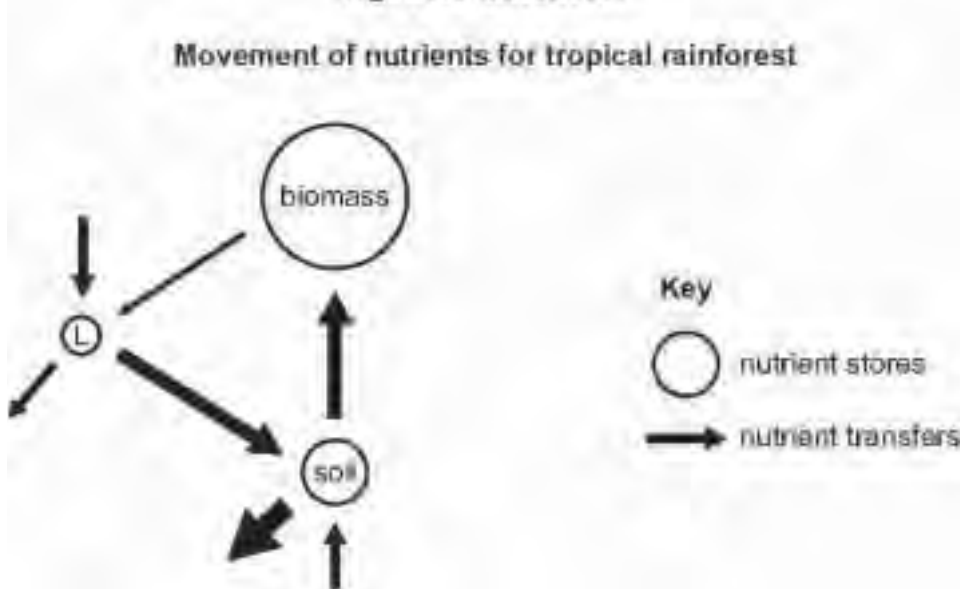 Movement of nutrients for tropical rainforest
biomass
L
soil
Key
nutrient stores
nutrient transfers